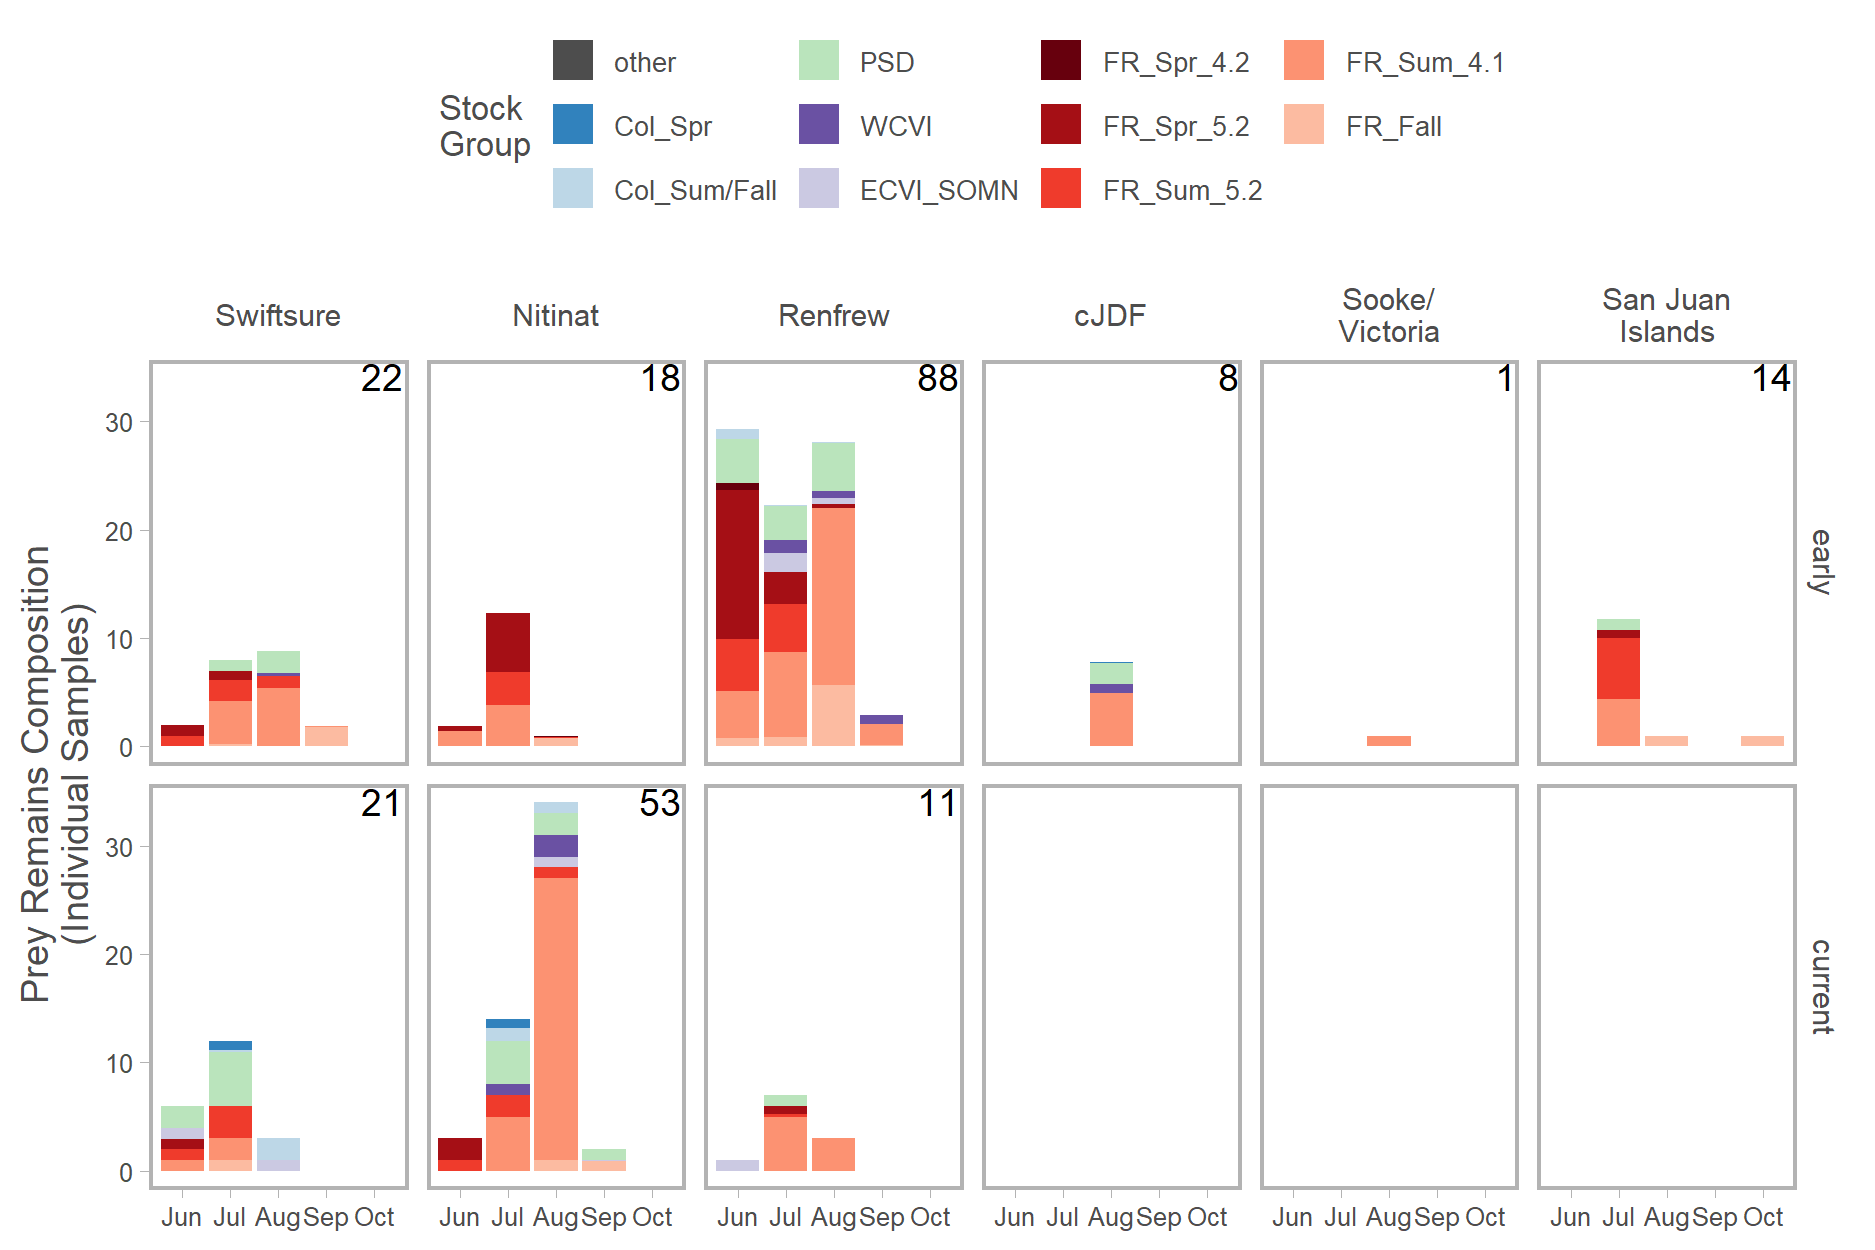 Stock
Group
other
Col_Spr
Col_Sum/Fall
PSD
WCVI
ECVI_SOMN
FR_Spr_4.2
FR_Spr_5.2
FR_Sum_5.2
FR_Sum_4.1
FR_Fall
Swiftsure
Nitinat
Renfrew
cJDF
Sooke/
Victoria
San Juan
Islands
22
18
88
8
1
14
30
20
10
0
early
Prey Remains Composition
(Individual Samples)
21
53
11
30
20
10
0
current
Jun Jul Aug Sep Oct
Jun Jul Aug Sep Oct
Jun Jul Aug Sep Oct
Jun Jul Aug Sep Oct
Jun Jul Aug Sep Oct
Jun Jul Aug Sep Oct